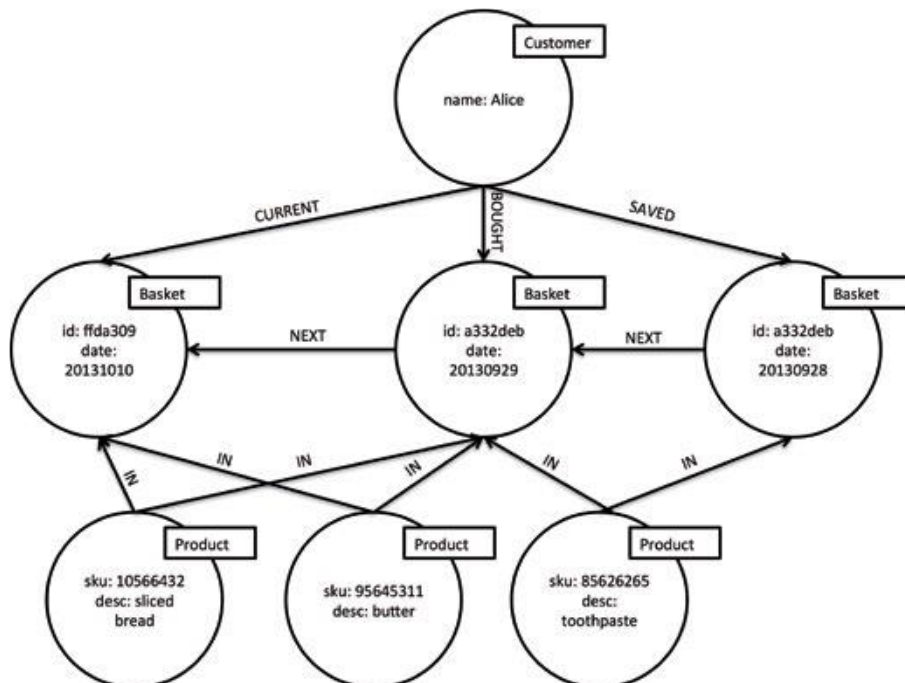 Customer
name: Alice
CURRENT
BOUGHT
SAVED
Basket
id: ffda309
date:
20131010
NEXT
Basket
id: a332deb
date:
20130929
NEXT
Basket
id: a332deb
date:
20130928
IN
IN
IN
IN
IN
IN
Product
sku: 10566432
desc: sliced
bread
Product
sku: 95645311
desc: butter
Product
sku: 85626265
desc:
toothpaste